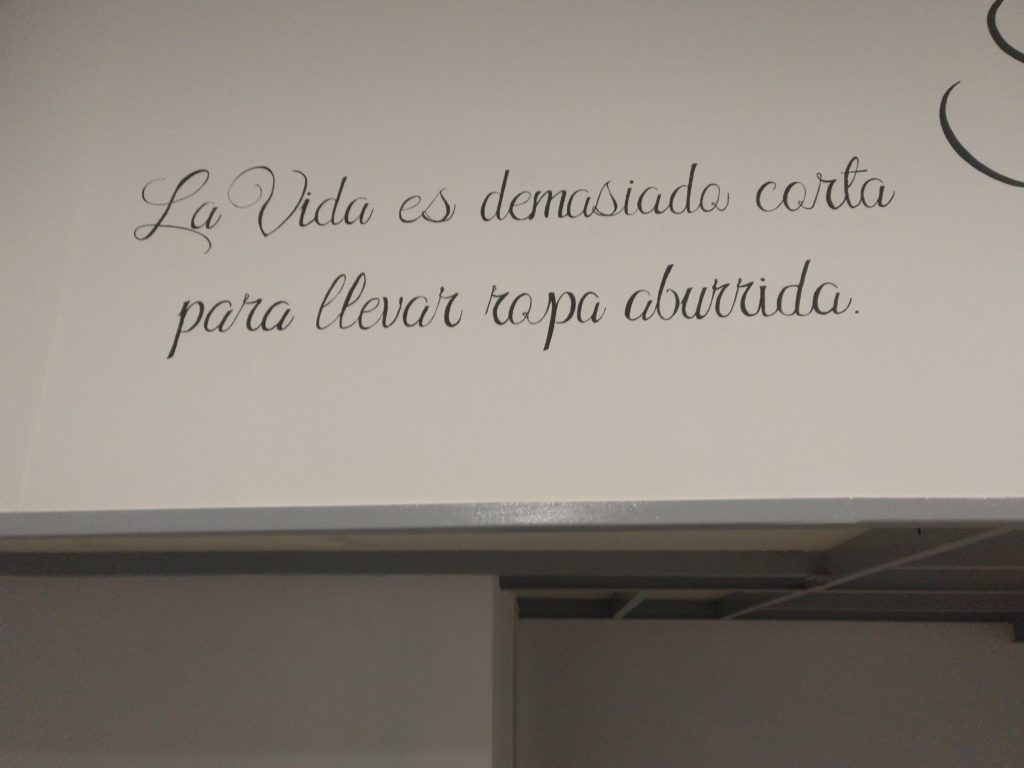 La Vida es demasiado corta
para llevar ropa aburrida.